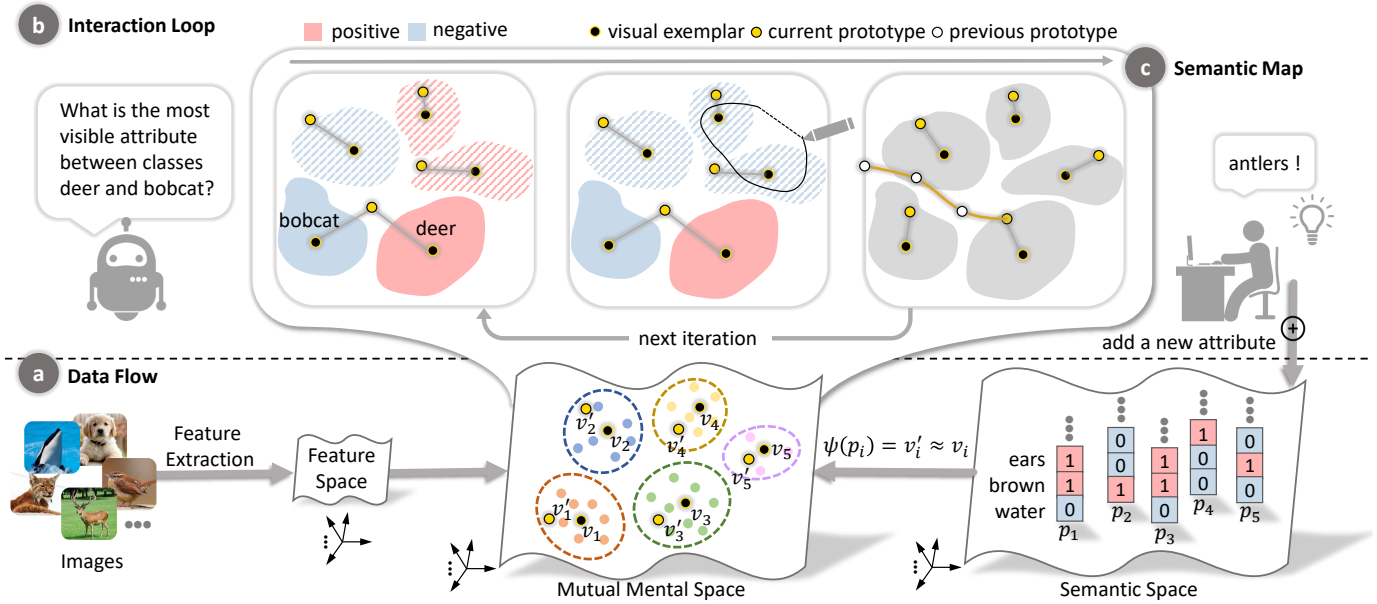 b Interaction Loop
positive
negative
visual exemplar
current prototype
previous prototype
c Semantic Map
What is the most
visible attribute
between classes
deer and bobcat?
bobcat
deer
antlers !
next iteration
+
add a new attribute
a Data Flow
Feature
Extraction
Images
Feature
Space
v′₂
v₂
v′₄
v₄
v₅
v′₅
v′₁
v₁
v₃
v′₃
Mutual Mental Space
ψ(pᵢ) = v′ᵢ ≈ vᵢ
ears 1 0 1 1 0
brown 1 0 1 0 1
water 0 1 0 0 0
p₁ p₂ p₃ p₄ p₅
Semantic Space